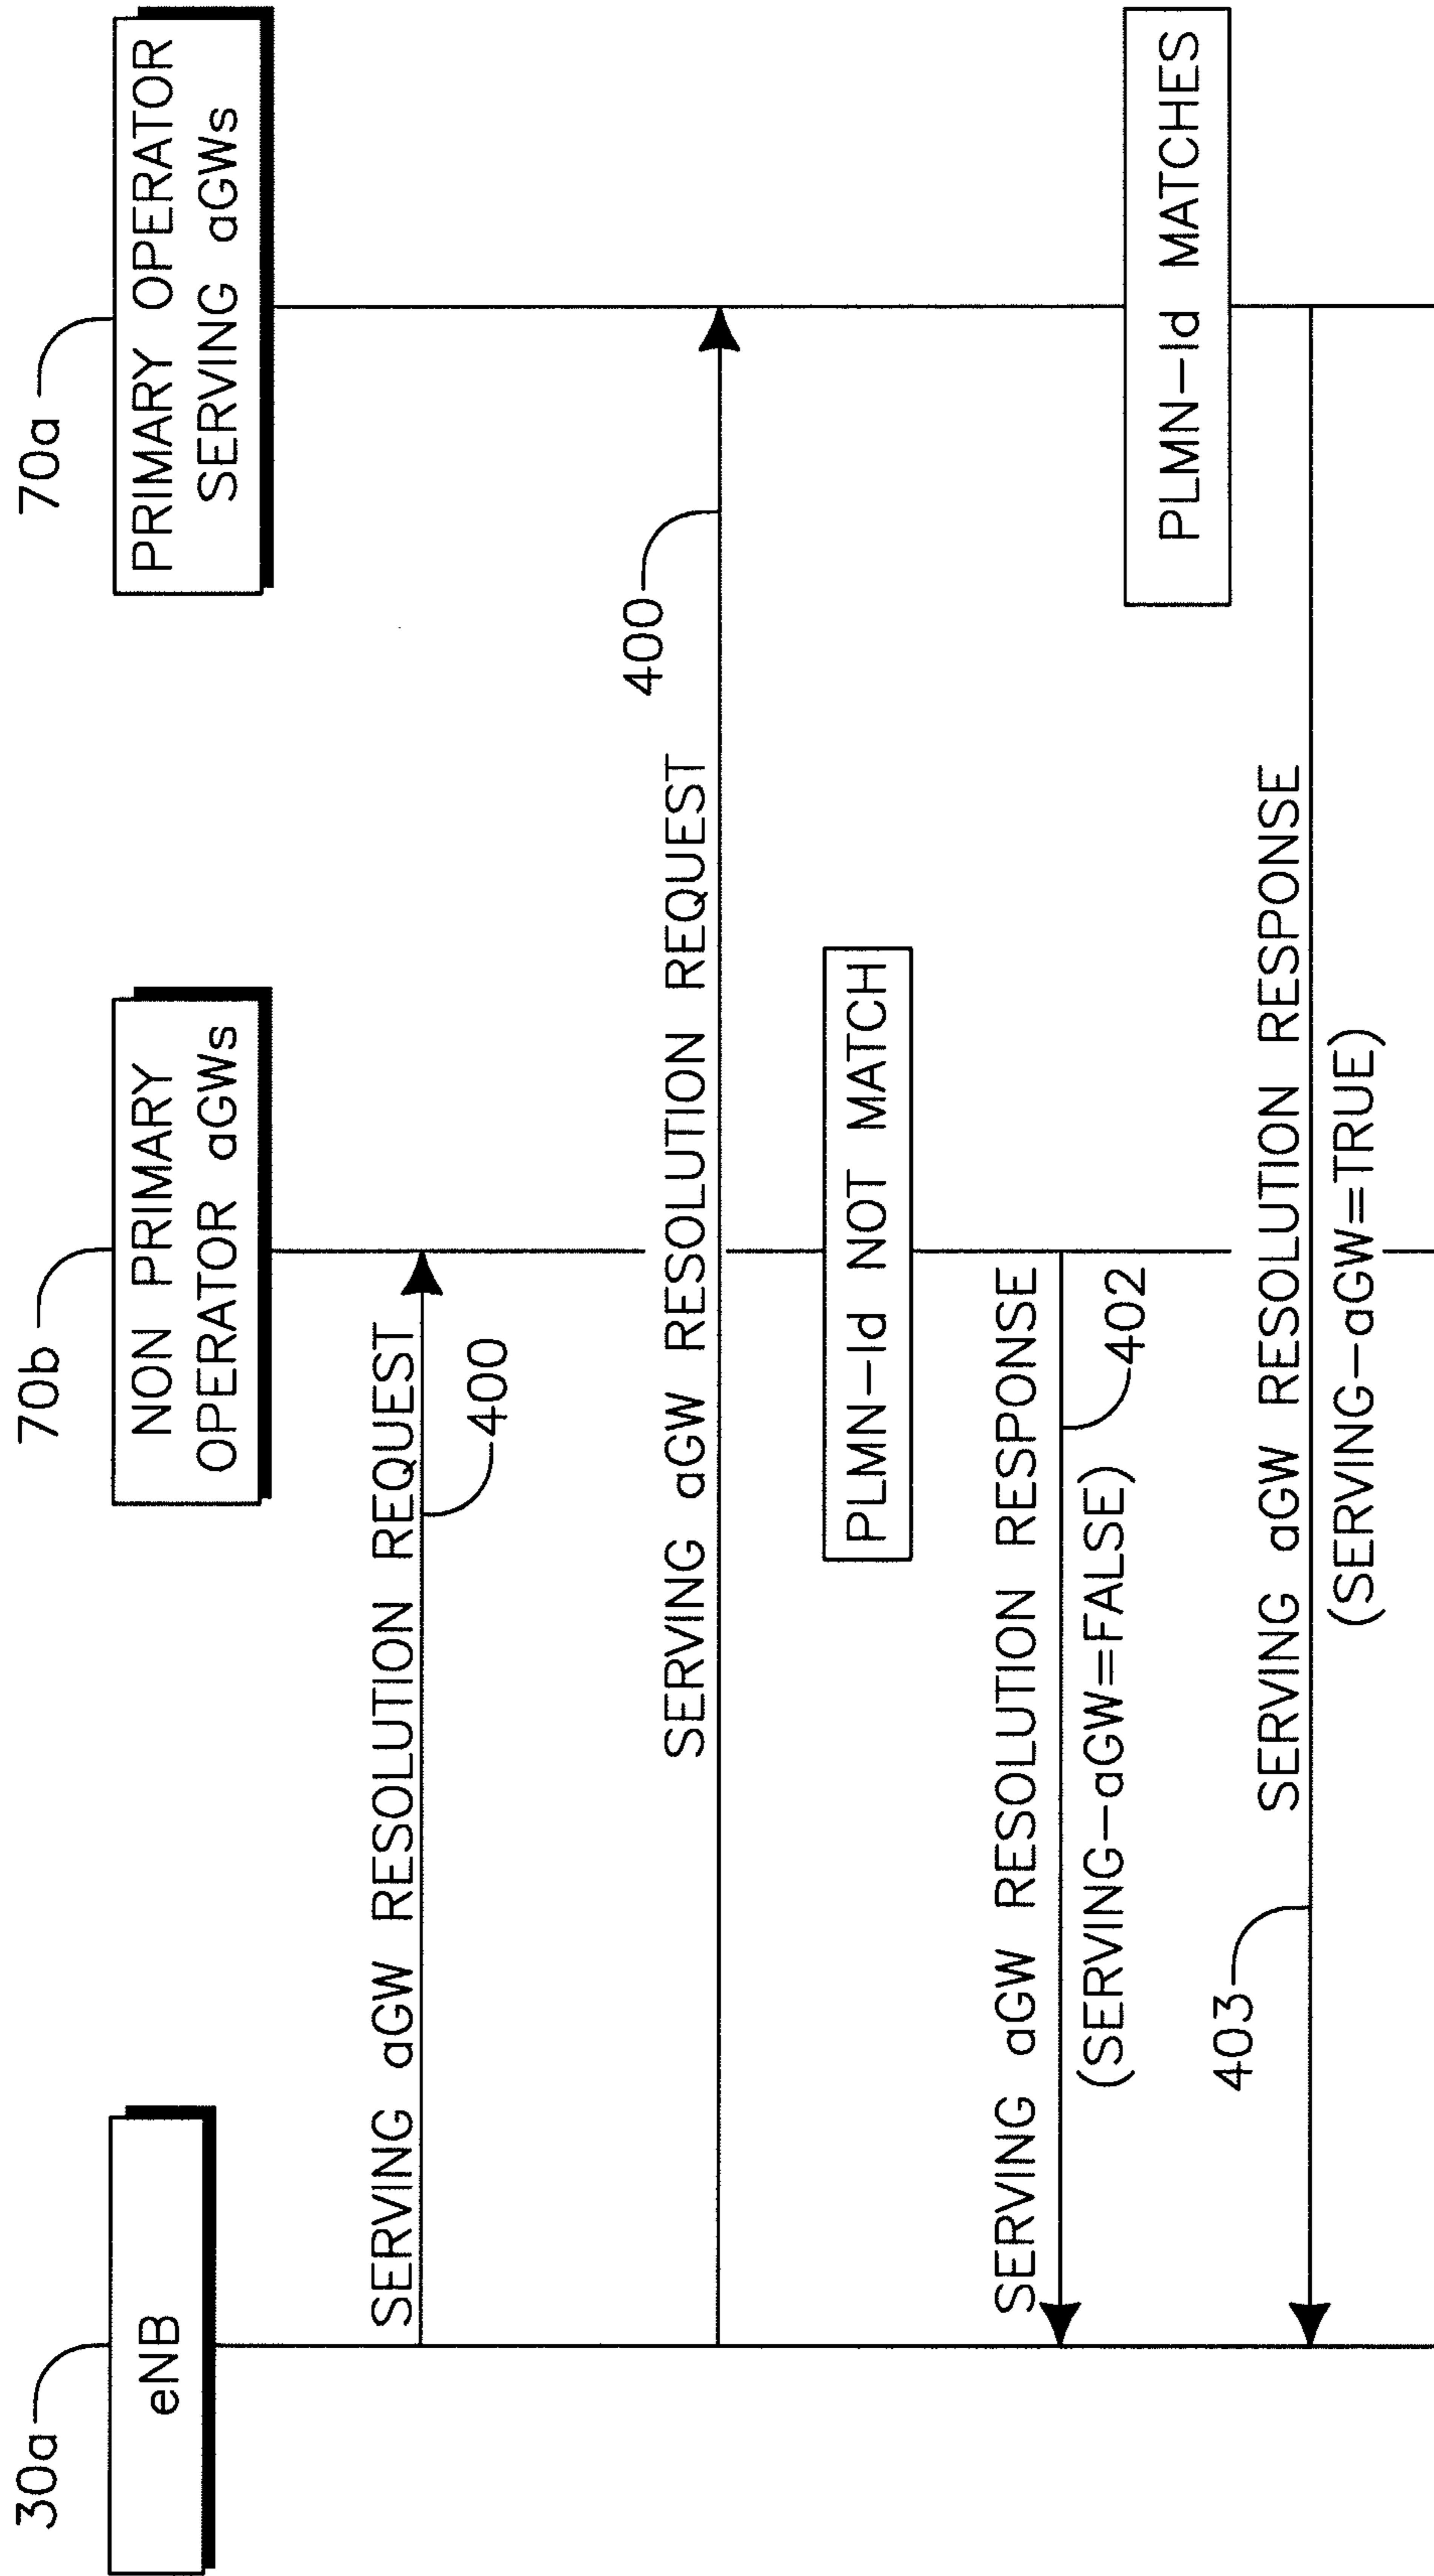 30a
70b
70a
eNB
NON PRIMARY
OPERATOR aGWs
PRIMARY OPERATOR
SERVING aGWs
SERVING aGW RESOLUTION REQUEST
400
SERVING aGW RESOLUTION REQUEST
400
PLMN-Id NOT MATCH
SERVING aGW RESOLUTION RESPONSE
(SERVING-aGW=FALSE)
402
PLMN-Id MATCHES
SERVING aGW RESOLUTION RESPONSE
(SERVING-aGW=TRUE)
403